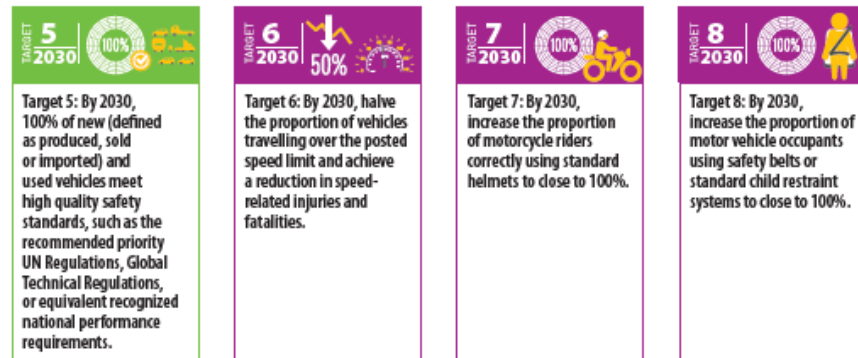 TARGET
5
2030
100%
Target 5: By 2030,
100% of new (defined
as produced, sold
or imported) and
used vehicles meet
high quality safety
standards, such as the
recommended priority
UN Regulations, Global
Technical Regulations,
or equivalent recognized
national performance
requirements.
TARGET
6
2030
50%
Target 6: By 2030, halve
the proportion of vehicles
travelling over the posted
speed limit and achieve
a reduction in speed-
related injuries and
fatalities.
TARGET
7
2030
100%
Target 7: By 2030,
increase the proportion
of motorcycle riders
correctly using standard
helmets to close to 100%.
TARGET
8
2030
100%
Target 8: By 2030,
increase the proportion of
motor vehicle occupants
using safety belts or
standard child restraint
systems to close to 100%.